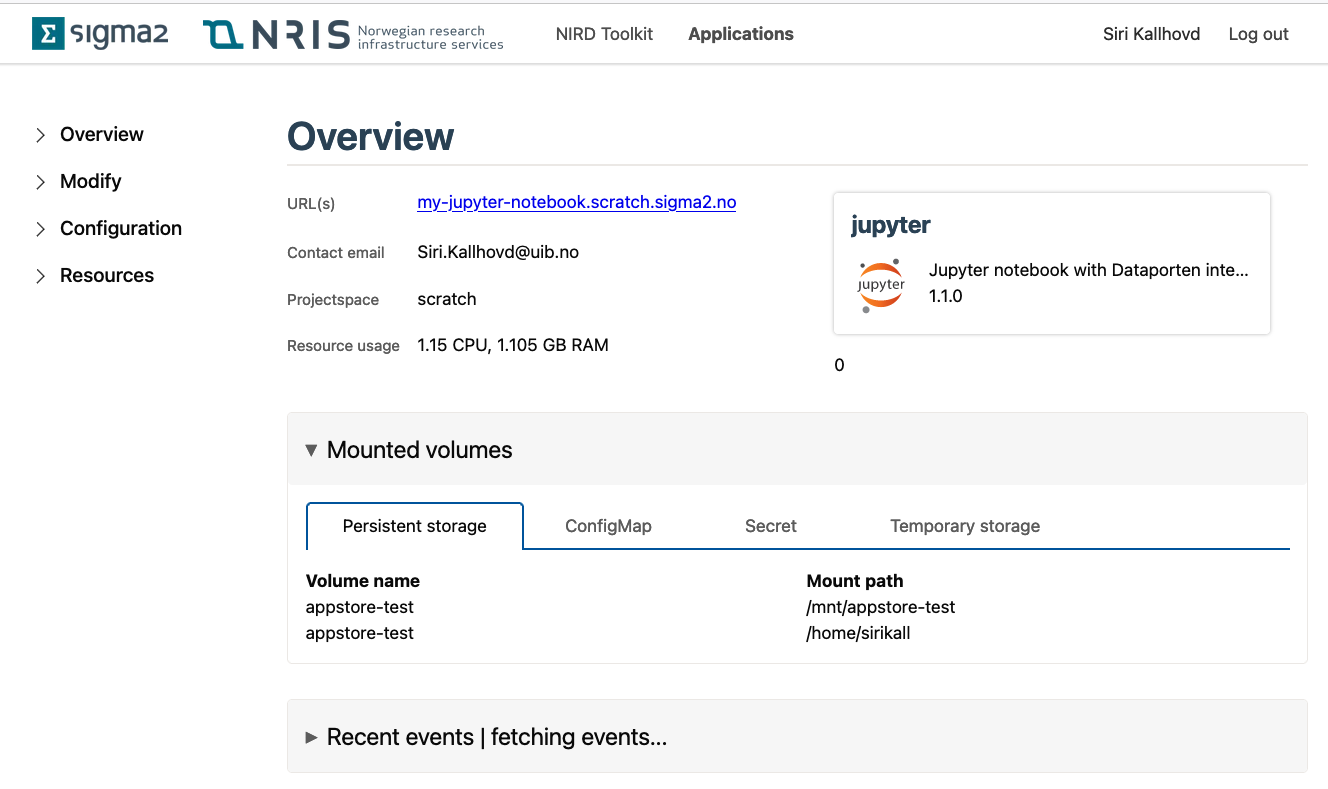 Σ sigma2
NRIS Norwegian research
infrastructure services
NIRD Toolkit
Applications
Siri Kallhovd
Log out
Overview
Modify
Configuration
Resources
Overview
URL(s) my-jupyter-notebook.scratch.sigma2.no
Contact email Siri.Kallhovd@uib.no
Projectspace scratch
Resource usage 1.15 CPU, 1.105 GB RAM
jupyter
jupyter
Jupyter notebook with Dataporten inte...
1.1.0
0
Mounted volumes
Persistent storage ConfigMap Secret Temporary storage
Volume name Mount path
appstore-test /mnt/appstore-test
appstore-test /home/sirikall
Recent events | fetching events...